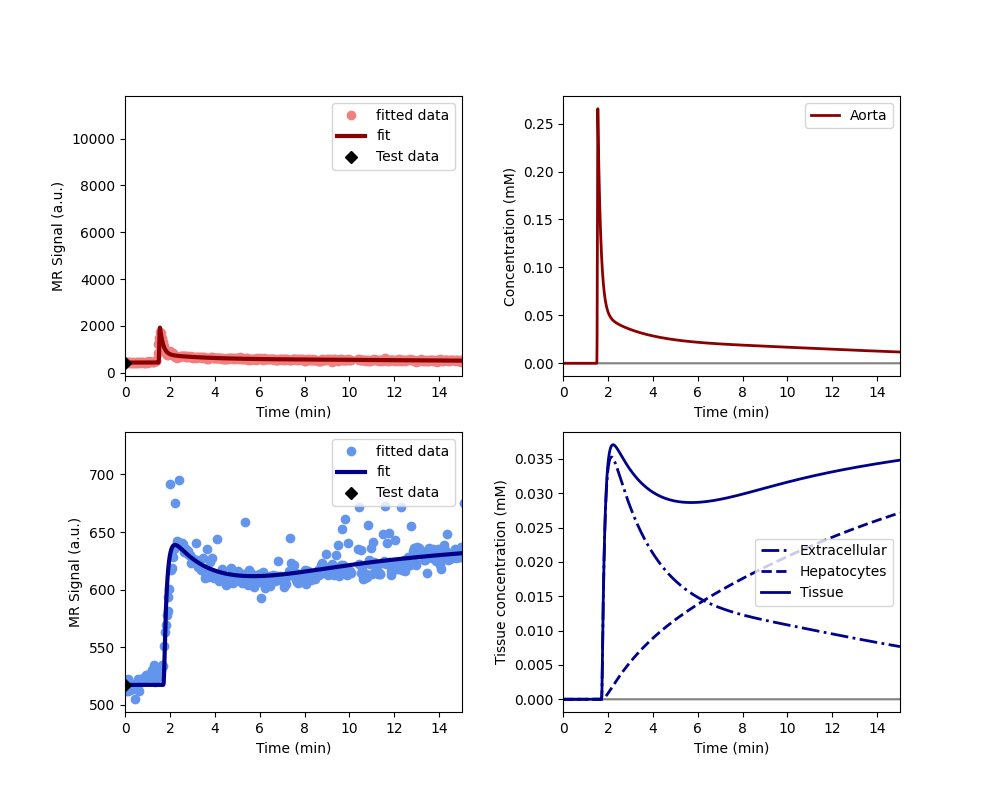 fitted data
fit
Test data
10000
8000
6000
4000
2000
0
MR Signal (a.u.)
0 2 4 6 8 10 12 14
Time (min)
Aorta
0.25
0.20
0.15
0.10
0.05
0.00
Concentration (mM)
0 2 4 6 8 10 12 14
Time (min)
fitted data
fit
Test data
700
650
600
550
500
MR Signal (a.u.)
0 2 4 6 8 10 12 14
Time (min)
Extracellular
Hepatocytes
Tissue
0.035
0.030
0.025
0.020
0.015
0.010
0.005
0.000
Tissue concentration (mM)
0 2 4 6 8 10 12 14
Time (min)